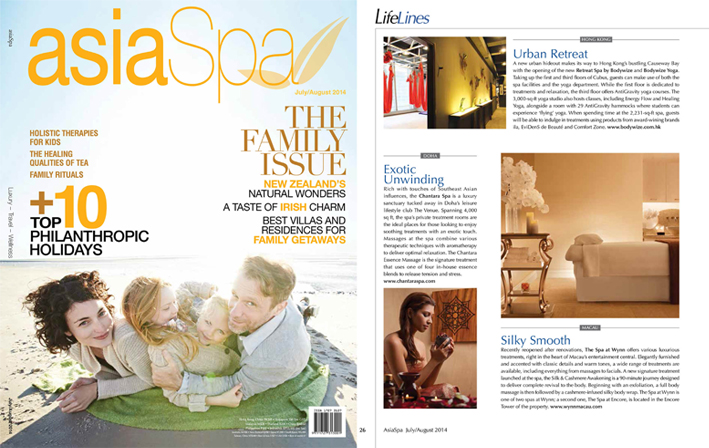 asiaSpa
July/August 2014
THE
FAMILY
ISSUE
HOLISTIC THERAPIES
FOR KIDS
THE HEALING
QUALITIES OF TEA
FAMILY RITUALS
+10
TOP
PHILANTHROPIC
HOLIDAYS
NEW ZEALAND'S
NATURAL WONDERS
A TASTE OF IRISH CHARM
BEST VILLAS AND
RESIDENCES FOR
FAMILY GETAWAYS
Luxury – Travel – Wellness
LifeLines
HONG KONG
Urban Retreat
A new urban hideout makes its way to Hong Kong's bustling Causeway Bay
with the opening of the new Retreat Spa by Bodywize and Bodywize Yoga.
Taking up the first and third floors of Cubus, guests can make use of both the
spa facilities and the yoga department. While the first floor is dedicated to
treatments and relaxation, the third floor offers AntiGravity yoga courses. The
3,000-sq-ft yoga studio also hosts classes, including Energy Flow and Healing
Yoga, alongside a room with 29 AntiGravity hammocks where students can
experience 'flying' yoga. When spending time at the 2,231-sq-ft spa, guests
will be able to indulge in treatments using products from award-winning brands
ila, EviDenS de Beauté and Comfort Zone. www.bodywize.com.hk
DOHA
Exotic
Unwinding
Rich with touches of Southeast Asian
influences, the Chantara Spa is a luxury
sanctuary tucked away in Doha's leisure
lifestyle club The Venue. Spanning 4,000
sq ft, the spa's private treatment rooms are
the ideal places for those looking to enjoy
soothing treatments with an exotic touch.
Massages at the spa combine various
therapeutic techniques with aromatherapy
to deliver optimal relaxation. The Chantara
Essence Massage is the signature treatment
that uses one of four in-house essence
blends to release tension and stress.
www.chantaraspa.com
MACAU
Silky Smooth
Recently reopened after renovations, The Spa at Wynn offers various luxurious
treatments, right in the heart of Macau's entertainment central. Elegantly furnished
and accented with classic details and warm tones, a wide range of treatments are
available, including everything from massages to facials. A new signature treatment
launched at the spa, the Silk & Cashmere Awakening is a 90-minute journey designed
to deliver complete revival to the body. Beginning with an exfoliation, a full body
massage is then followed by a cashmere-infused silky body wrap. The Spa at Wynn is
one of two spas at Wynn; a second one, The Spa at Encore, is located in the Encore
Tower of the property. www.wynnmacau.com
26 AsiaSpa July/August 2014